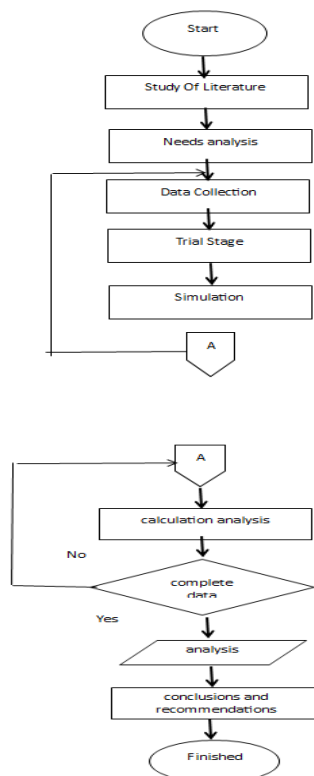 Start
Study Of Literature
Needs analysis
Data Collection
Trial Stage
Simulation
A
A
calculation analysis
No
complete
data
Yes
analysis
conclusions and
recommendations
Finished